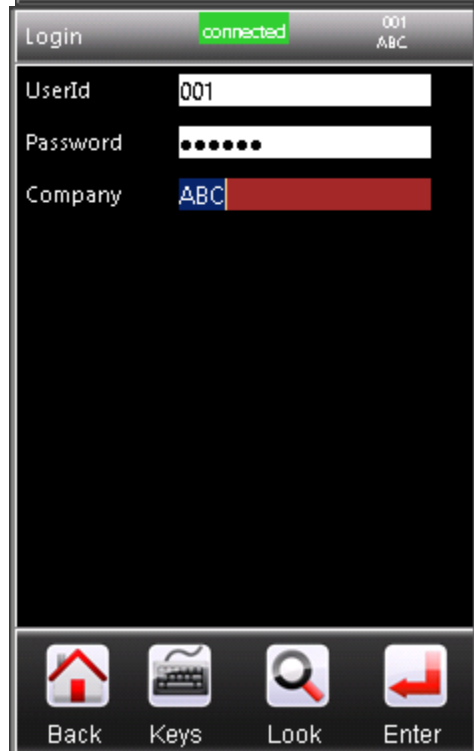 Login connected 001
ABC
UserId 001
Password ●●●●●●
Company ABC
Back Keys Look Enter